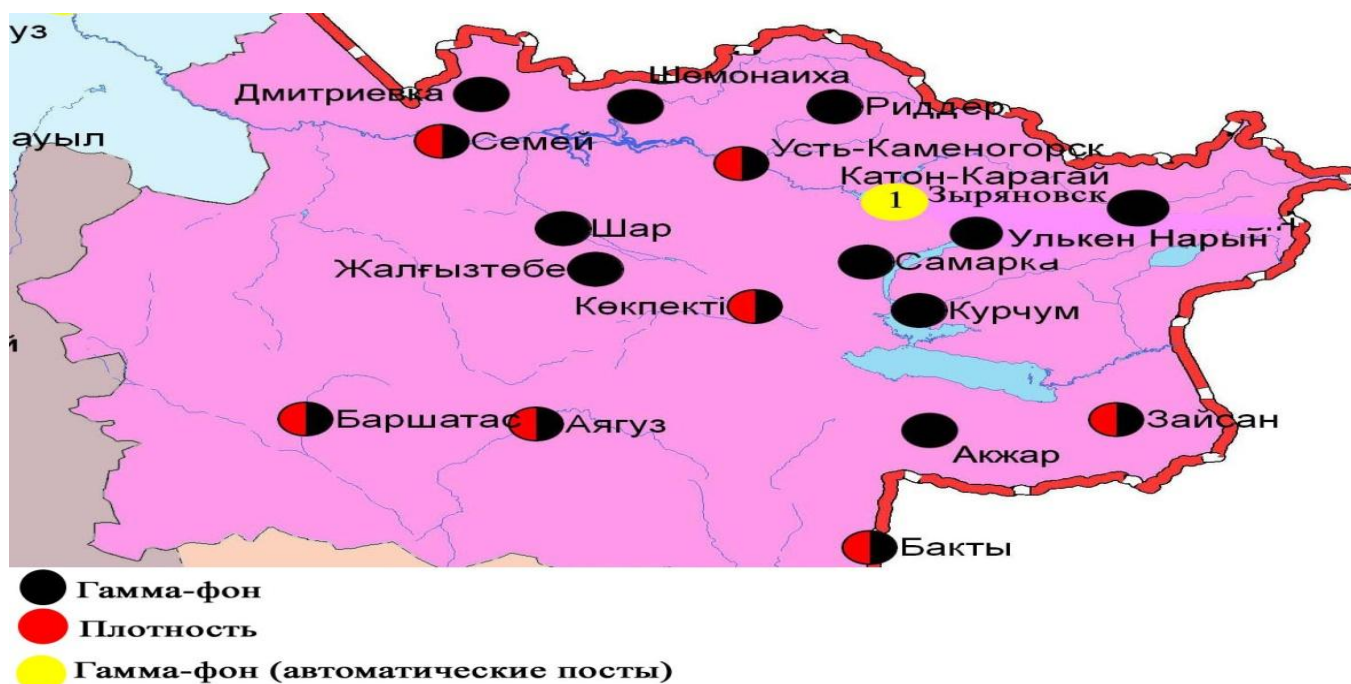 уз
Шемонаиха
Дмитриевка
Риддер
ауыл
Семей
Усть-Каменогорск
Катон-Карагай
1 Зыряновск
Шар
Улькен Нарын
Самарка
Жалғызтөбе
Көкпекті
Курчум
й
Баршатас
Аягуз
Зайсан
Акжар
Бакты
Гамма-фон
Плотность
Гамма-фон (автоматические посты)